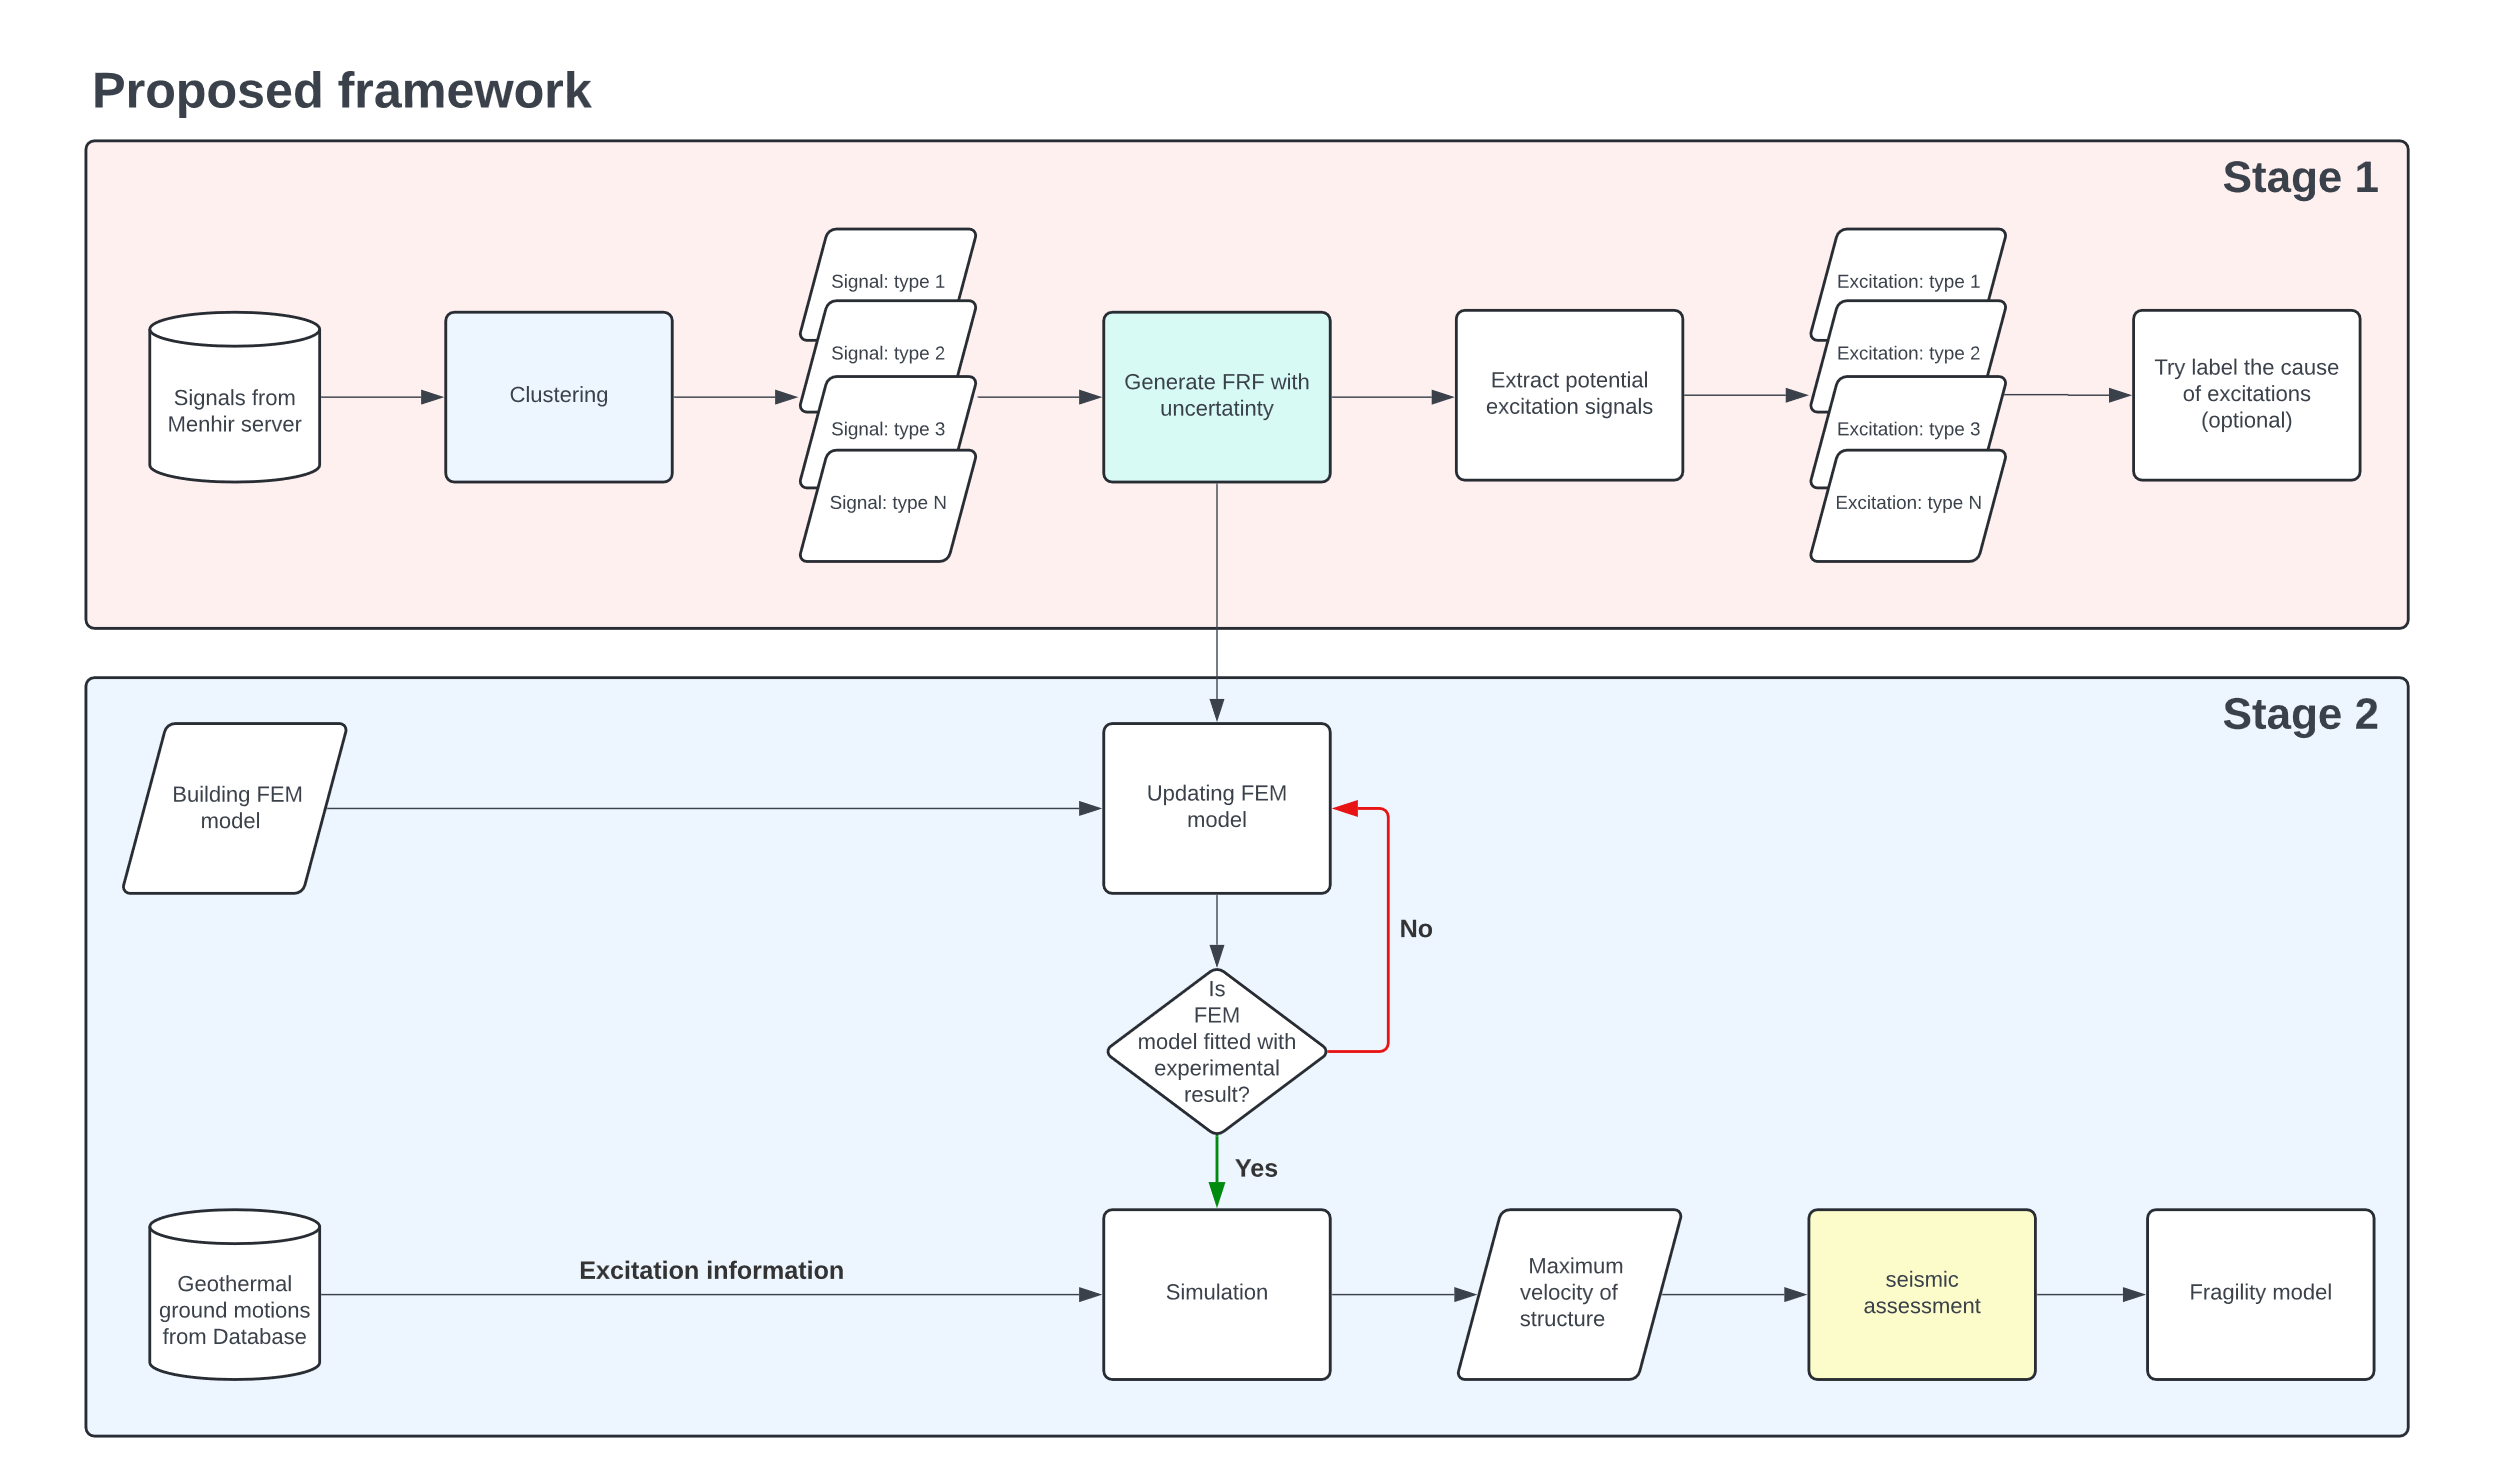 Proposed framework
Stage 1
Signals from
Menhir server
Clustering
Signal: type 1
Signal: type 2
Signal: type 3
Signal: type N
Generate FRF with
uncertatinty
Extract potential
excitation signals
Excitation: type 1
Excitation: type 2
Excitation: type 3
Excitation: type N
Try label the cause
of excitations
(optional)
Stage 2
Building FEM
model
Updating FEM
model
No
Is
FEM
model fitted with
experimental
result?
Yes
Geothermal
ground motions
from Database
Excitation information
Simulation
Maximum
velocity of
structure
seismic
assessment
Fragility model